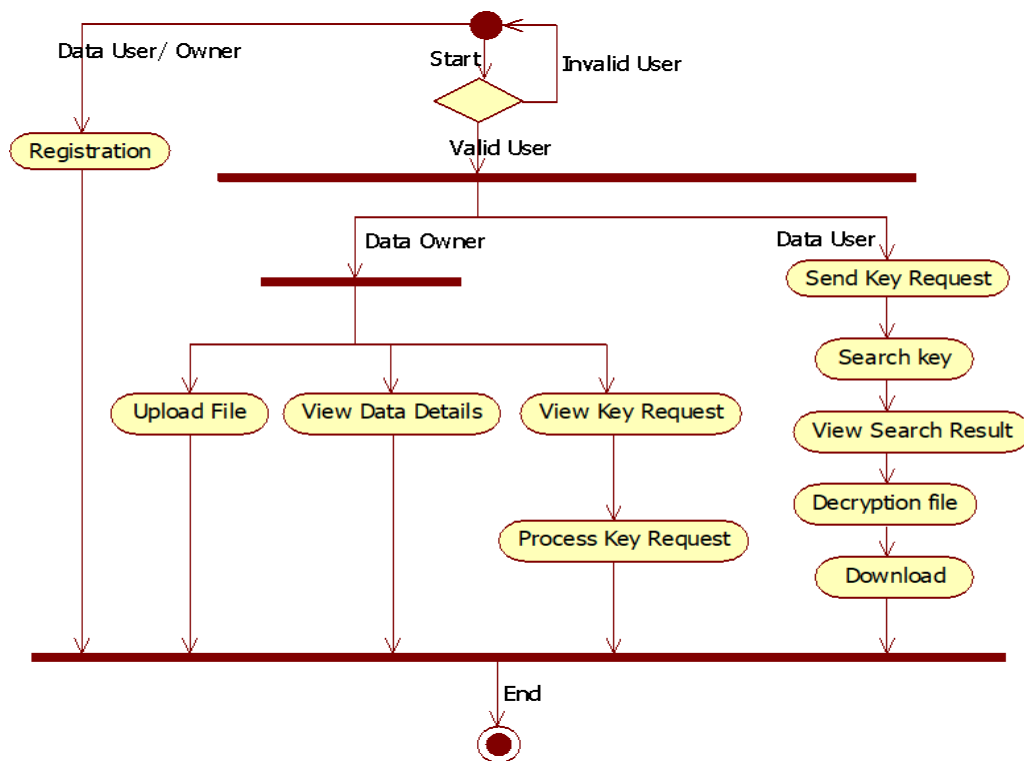 Data User/ Owner
Start
Invalid User
Registration
Valid User
Data Owner
Data User
Send Key Request
Search key
Upload File
View Data Details
View Key Request
View Search Result
Decryption file
Process Key Request
Download
End